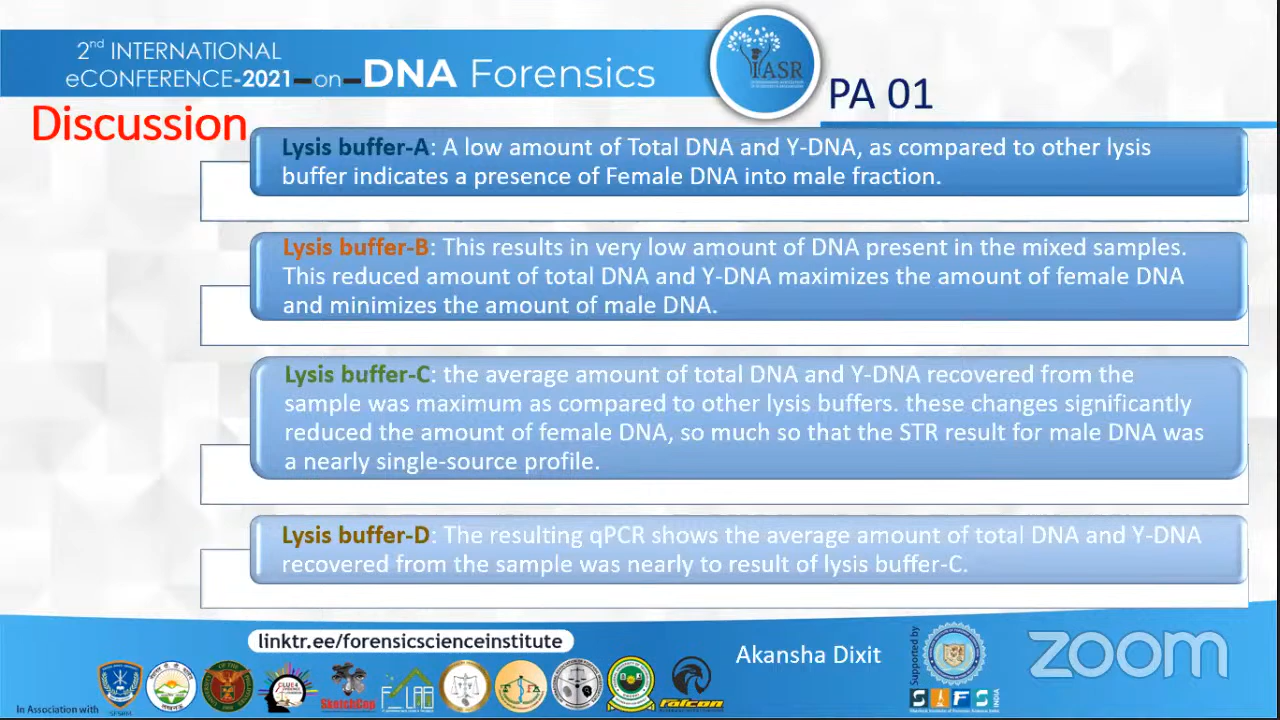 2nd INTERNATIONAL
eCONFERENCE-2021-on-DNA Forensics
IASR
PA 01
Discussion
Lysis buffer-A: A low amount of Total DNA and Y-DNA, as compared to other lysis
buffer indicates a presence of Female DNA into male fraction.
Lysis buffer-B: This results in very low amount of DNA present in the mixed samples.
This reduced amount of total DNA and Y-DNA maximizes the amount of female DNA
and minimizes the amount of male DNA.
Lysis buffer-C: the average amount of total DNA and Y-DNA recovered from the
sample was maximum as compared to other lysis buffers. these changes significantly
reduced the amount of female DNA, so much so that the STR result for male DNA was
a nearly single-source profile.
Lysis buffer-D: The resulting qPCR shows the average amount of total DNA and Y-DNA
recovered from the sample was nearly to result of lysis buffer-C.
linktr.ee/forensicscienceinstitute
In Association with
SketchCop
falcon
Akansha Dixit
Supported by
SIFS
INDIA
zoom